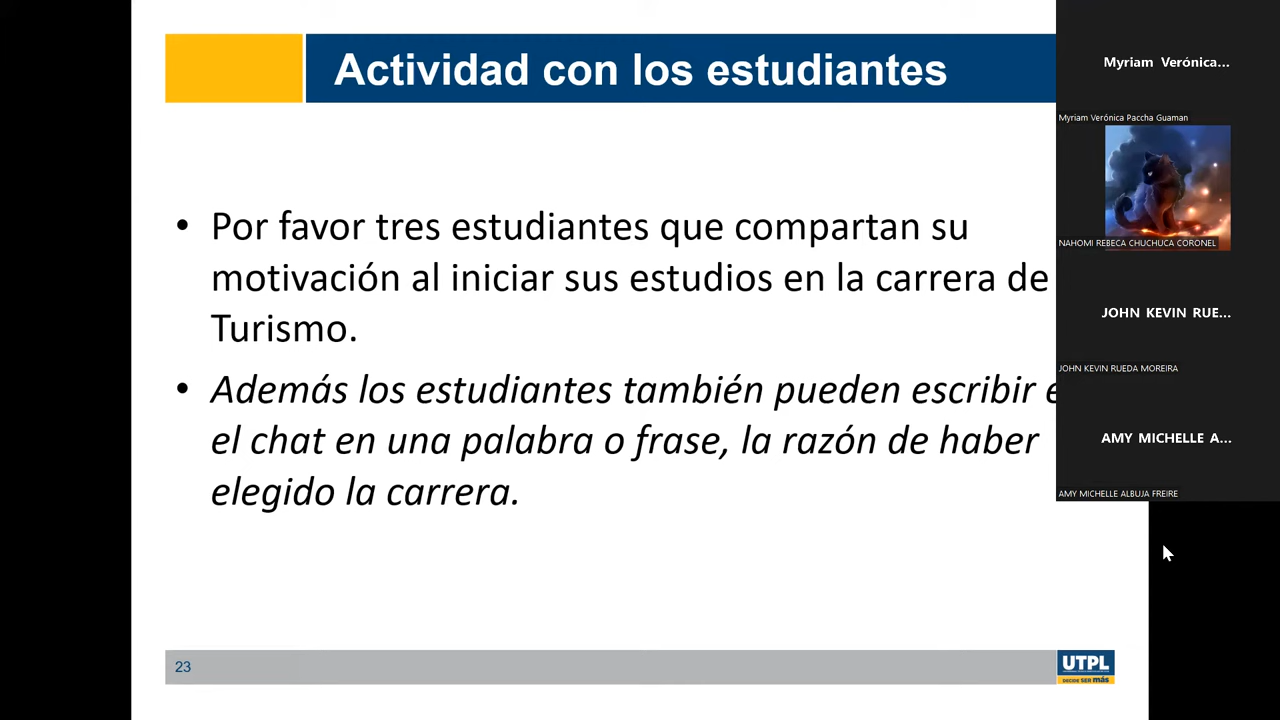 Actividad con los estudiantes
• Por favor tres estudiantes que compartan su
motivación al iniciar sus estudios en la carrera de
Turismo.
• Además los estudiantes también pueden escribir
el chat en una palabra o frase, la razón de haber
elegido la carrera.
23
UTPL
DECIDE SER más
Myriam Verónica...
Myriam Verónica Paccha Guaman
NAHOMI REBECA CHUCHUCA CORONEL
JOHN KEVIN RUE...
JOHN KEVIN RUEDA MOREIRA
AMY MICHELLE A...
AMY MICHELLE ALBUJA FREIRE